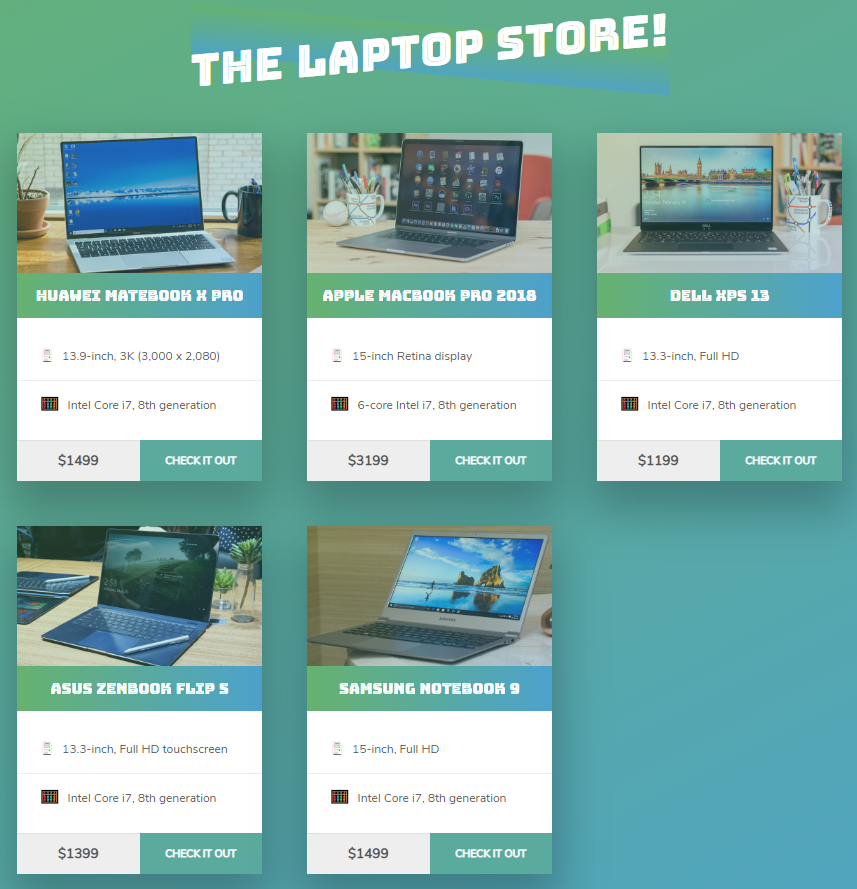 THE LAPTOP STORE!
HUAWEI MATEBOOK X PRO
13.9-inch, 3K (3,000 x 2,080)
Intel Core i7, 8th generation
$1499
CHECK IT OUT
APPLE MACBOOK PRO 2018
15-inch Retina display
6-core Intel i7, 8th generation
$3199
CHECK IT OUT
DELL XPS 13
13.3-inch, Full HD
Intel Core i7, 8th generation
$1199
CHECK IT OUT
ASUS ZENBOOK FLIP S
13.3-inch, Full HD touchscreen
Intel Core i7, 8th generation
$1399
CHECK IT OUT
SAMSUNG NOTEBOOK 9
15-inch, Full HD
Intel Core i7, 8th generation
$1499
CHECK IT OUT